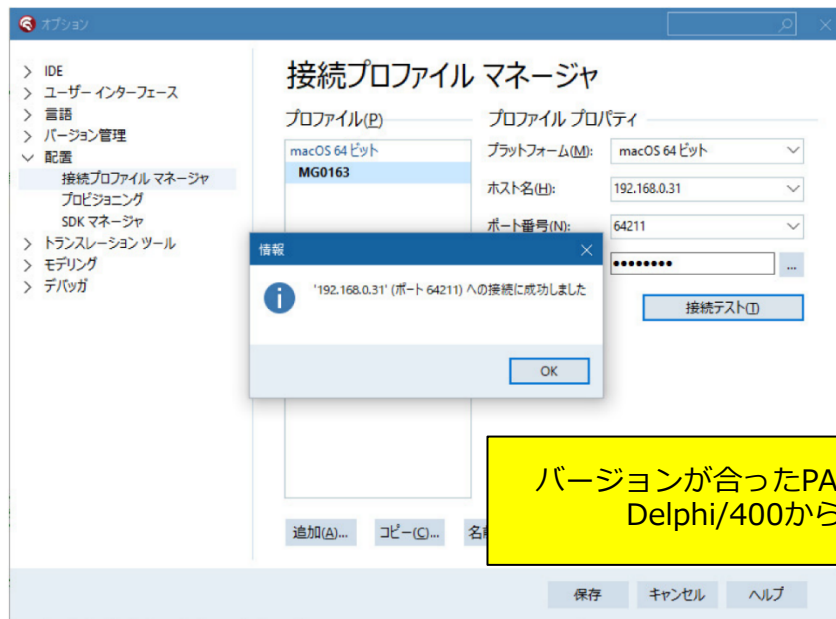 オプション
IDE
ユーザー インターフェース
言語
バージョン管理
配置
接続プロファイル マネージャ
プロビジョニング
SDK マネージャ
トランスレーション ツール
モデリング
デバッガ
接続プロファイル マネージャ
プロファイル(P)
macOS 64 ビット
MG0163
プロファイル プロパティ
プラットフォーム(M): macOS 64 ビット
ホスト名(H): 192.168.0.31
ポート番号(N): 64211
●●●●●●●● ...
接続テスト(T)
情報
'192.168.0.31' (ポート 64211) への接続に成功しました
OK
バージョンが合ったPA
Delphi/400から
追加(A)... コピー(C)...
保存 キャンセル ヘルプ